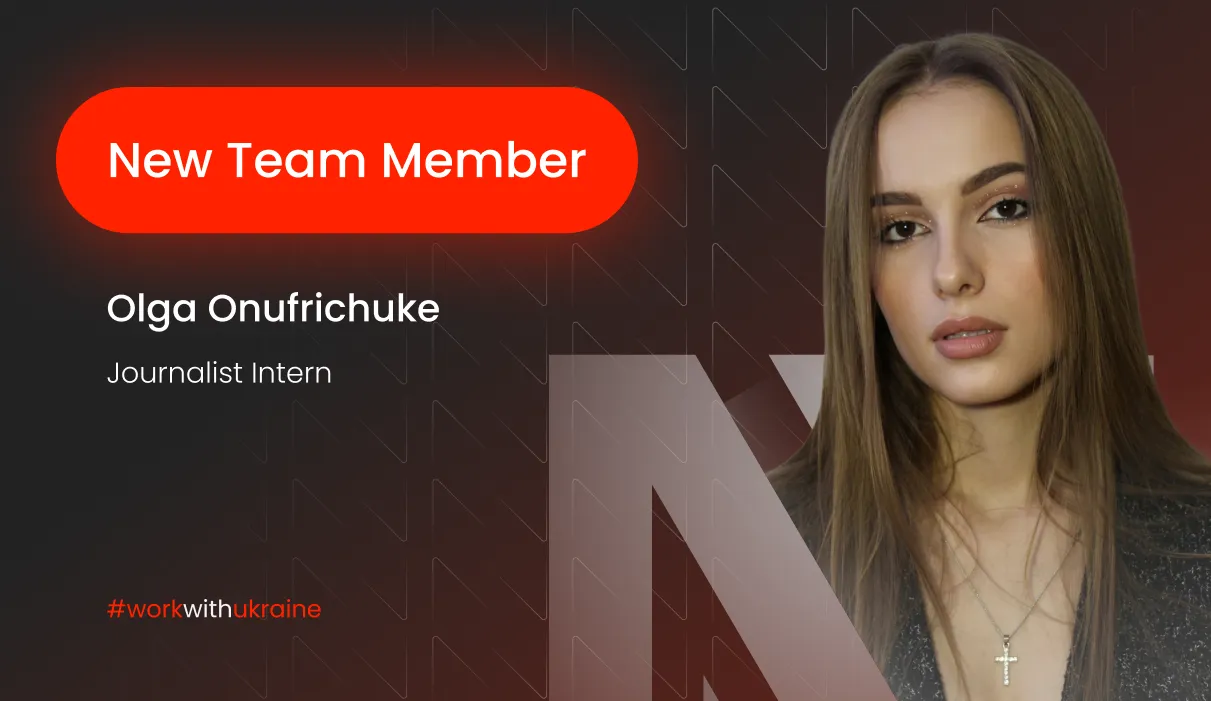 New Team Member
Olga Onufrichuke
Journalist Intern
#workwithukraine